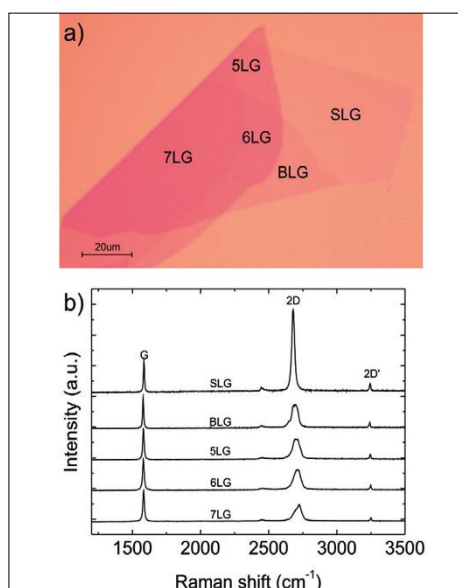 a)
5LG
SLG
6LG
7LG
BLG
20um
b)
2D
G
2D'
SLG
BLG
5LG
6LG
7LG
Intensity (a.u.)
1500 2000 2500 3000 3500
Raman shift (cm-1)